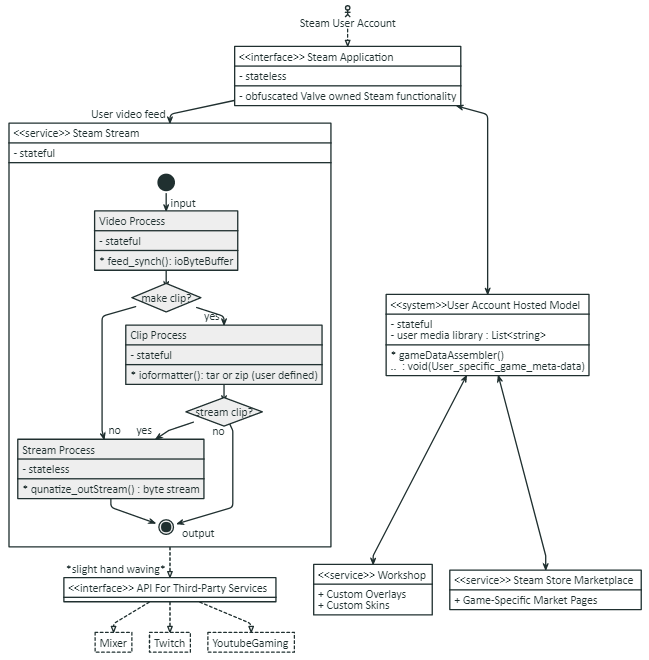 Steam User Account
<<interface>> Steam Application
- stateless
- obfuscated Valve owned Steam functionality
User video feed
<<service>> Steam Stream
- stateful
input
Video Process
- stateful
* feed_synch(): ioByteBuffer
make clip?
yes
Clip Process
- stateful
* ioformatter(): tar or zip (user defined)
stream clip?
no
yes
no
Stream Process
- stateless
* qunatize_outStream() : byte stream
output
<<system>>User Account Hosted Model
- stateful
- user media library : List<string>
* gameDataAssembler()
.. : void(User_specific_game_meta-data)
*slight hand waving*
<<interface>> API For Third-Party Services
Mixer
Twitch
YoutubeGaming
<<service>> Workshop
+ Custom Overlays
+ Custom Skins
<<service>> Steam Store Marketplace
+ Game-Specific Market Pages